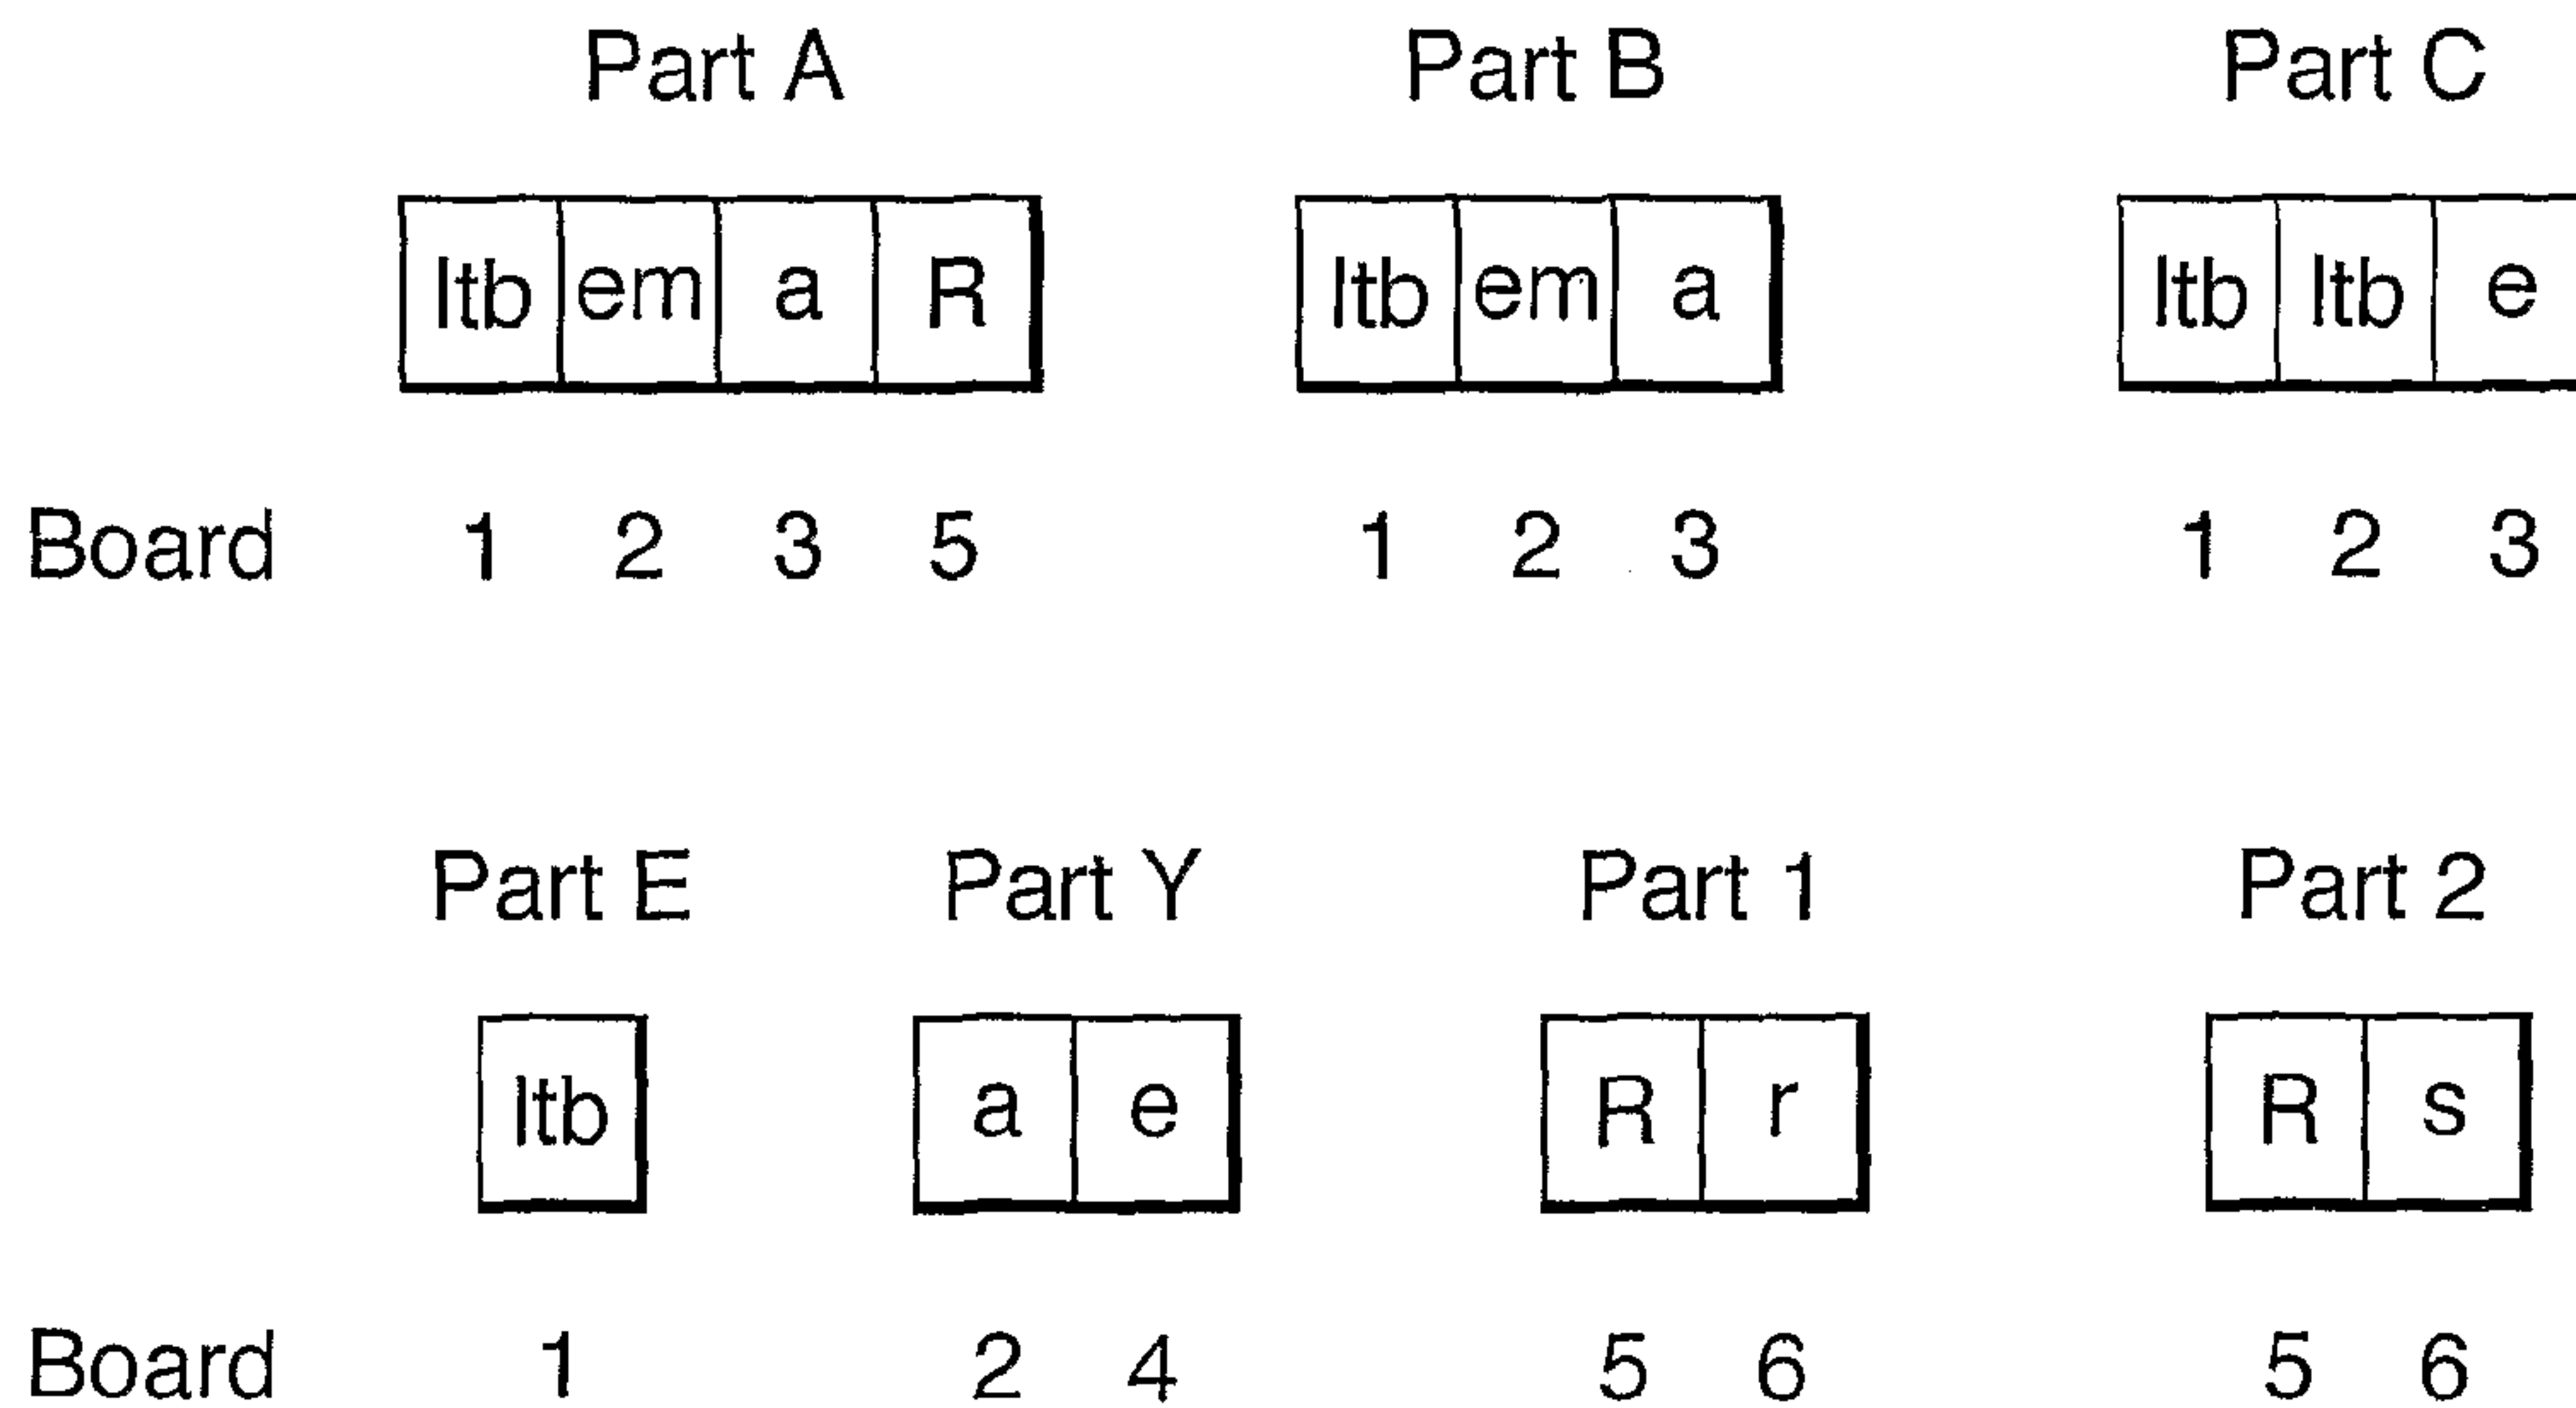 Part A Part B Part C
ltb em a R ltb em a ltb ltb e
Board 1 2 3 5 1 2 3 1 2 3
Part E Part Y Part 1 Part 2
ltb a e R r R s
Board 1 2 4 5 6 5 6